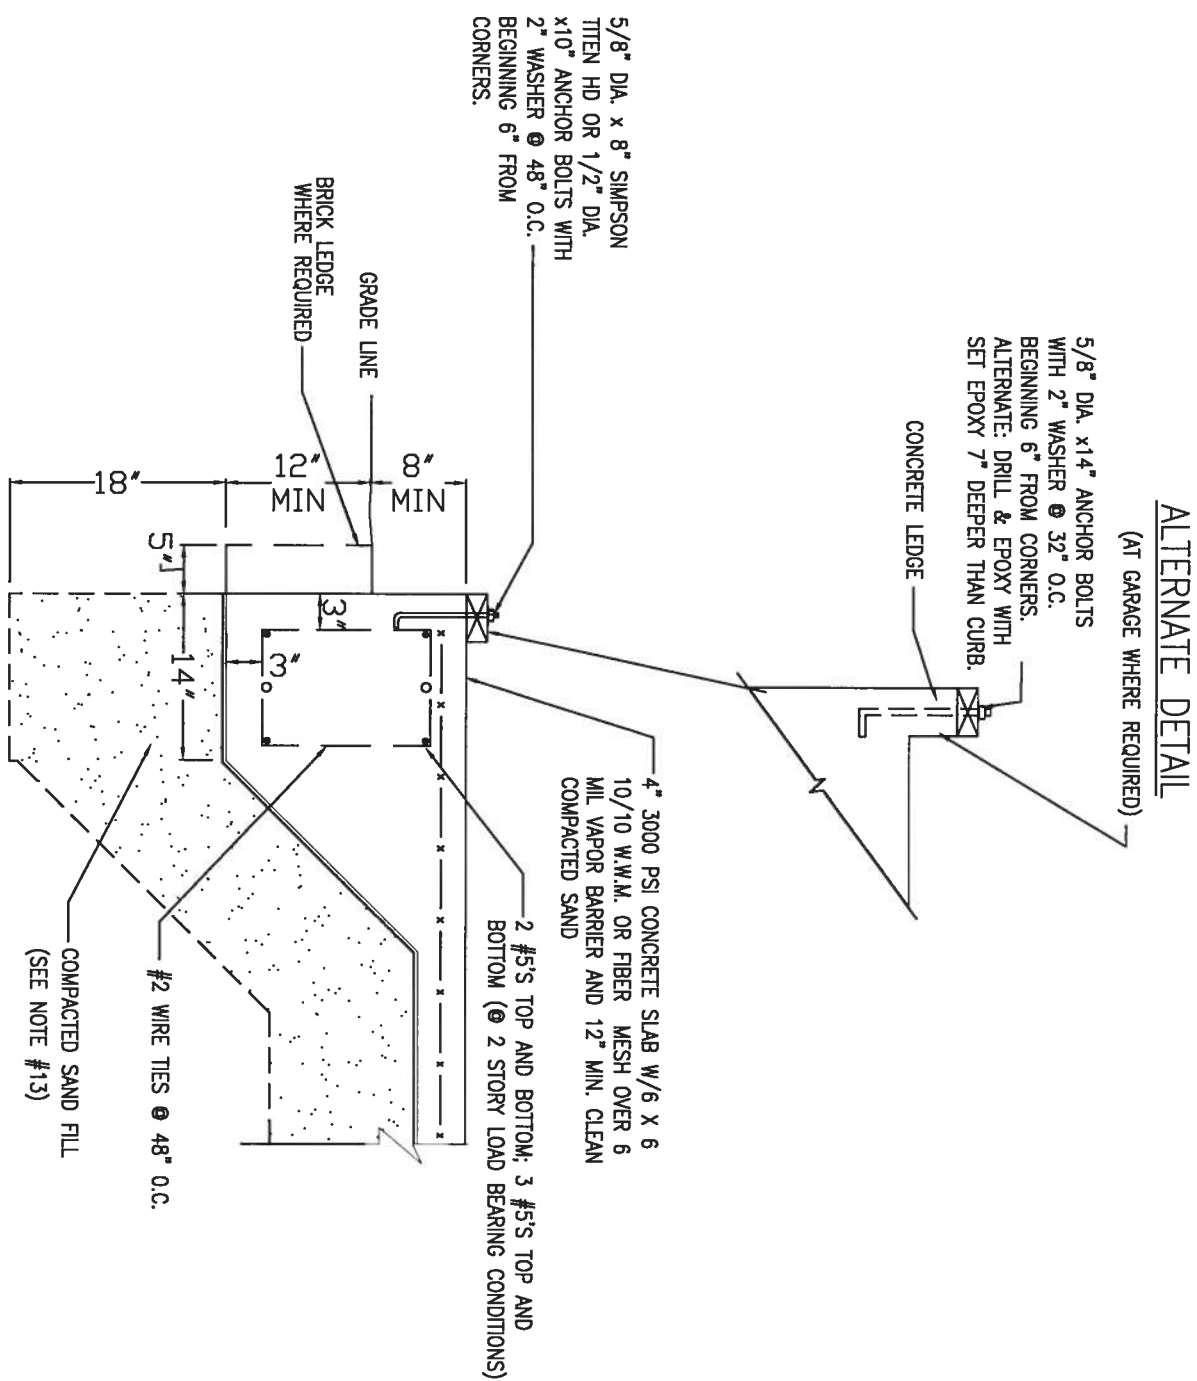 ALTERNATE DETAIL
(AT GARAGE WHERE REQUIRED)
5/8" DIA. x14" ANCHOR BOLTS
WITH 2" WASHER @ 32" O.C.
BEGINNING 6" FROM CORNERS.
ALTERNATE: DRILL & EPOXY WITH
SET EPOXY 7" DEEPER THAN CURB.
CONCRETE LEDGE
5/8" DIA. x 8" SIMPSON
TITEN HD OR 1/2" DIA.
x10" ANCHOR BOLTS WITH
2" WASHER @ 48" O.C.
BEGINNING 6" FROM
CORNERS.
4" 3000 PSI CONCRETE SLAB W/6 X 6
10/10 W.W.M. OR FIBER MESH OVER 6
MIL VAPOR BARRIER AND 12" MIN. CLEAN
COMPACTED SAND
2 #5'S TOP AND BOTTOM; 3 #5'S TOP AND
BOTTOM (@ 2 STORY LOAD BEARING CONDITIONS)
GRADE LINE
BRICK LEDGE
WHERE REQUIRED
8"
MIN
12"
MIN
18"
5"
3"
3"
14"
#2 WIRE TIES @ 48" O.C.
COMPACTED SAND FILL
(SEE NOTE #13)